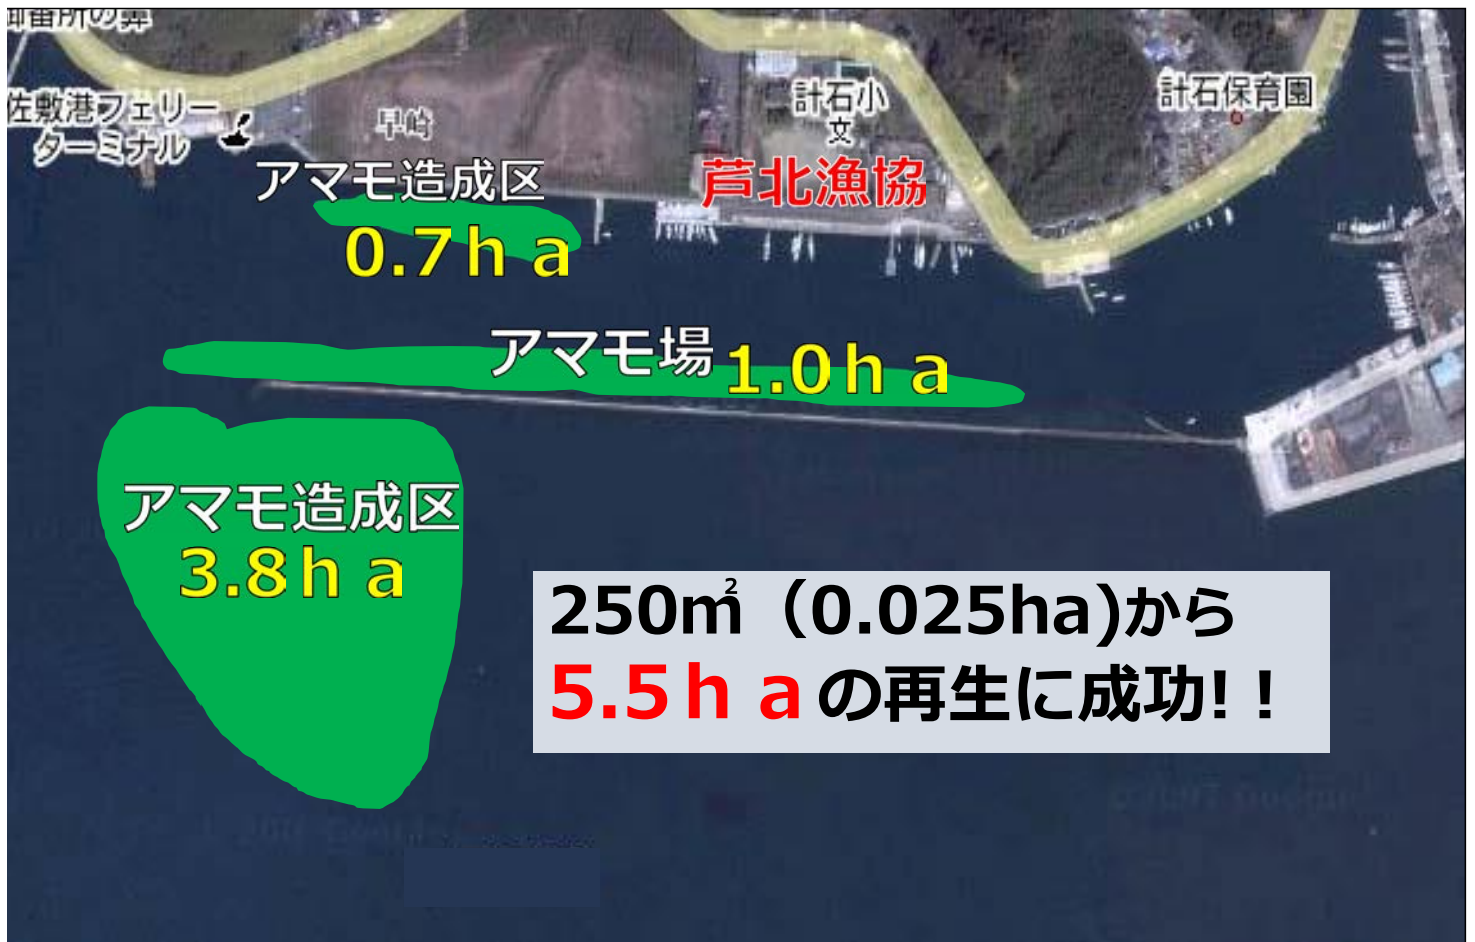 佐敷港フェリー
ターミナル
早崎
計石小
文
計石保育園
芦北漁協
アマモ造成区
0.7ha
アマモ場 1.0ha
アマモ造成区
3.8ha
250㎡（0.025ha)から
5.5haの再生に成功!！